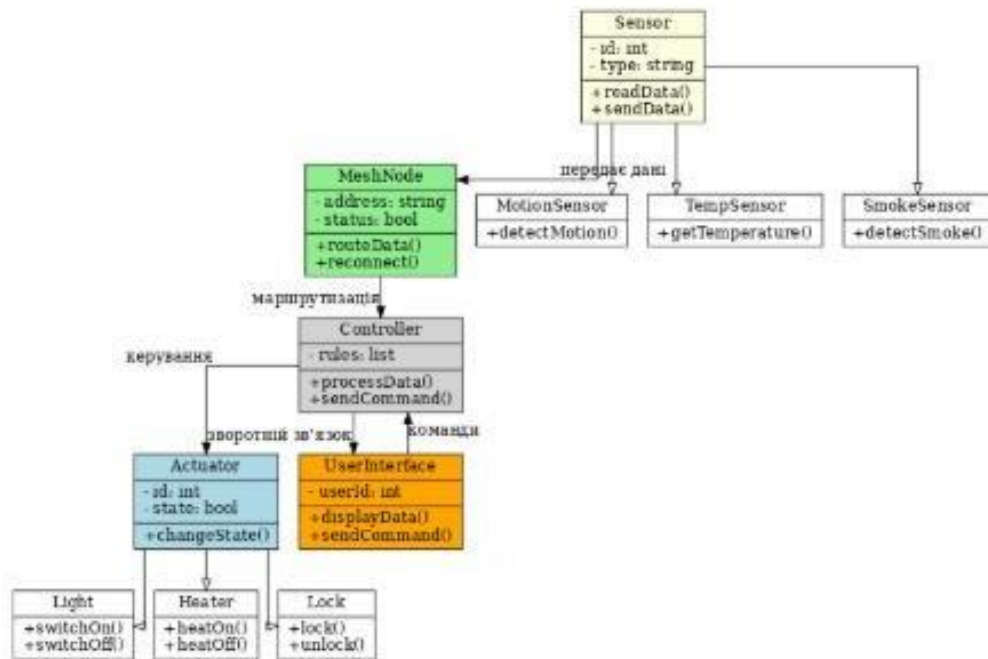 Sensor
- id: int
- type: string
+readData()
+sendData()
передає дані
MeshNode
- address: string
- status: bool
+routeData()
+reconnect()
MotionSensor
+detectMotion()
TempSensor
+getTemperature()
SmokeSensor
+detectSmoke()
маршрутизація
Controller
- rules: list
+processData()
+sendCommand()
керування
зворотній зв'язок
команди
Actuator
- id: int
- state: bool
+changeState()
UserInterface
- userId: int
+displayData()
+sendCommand()
Light
+switchOn()
+switchOff()
Heater
+heatOn()
+heatOff()
Lock
+lock()
+unlock()